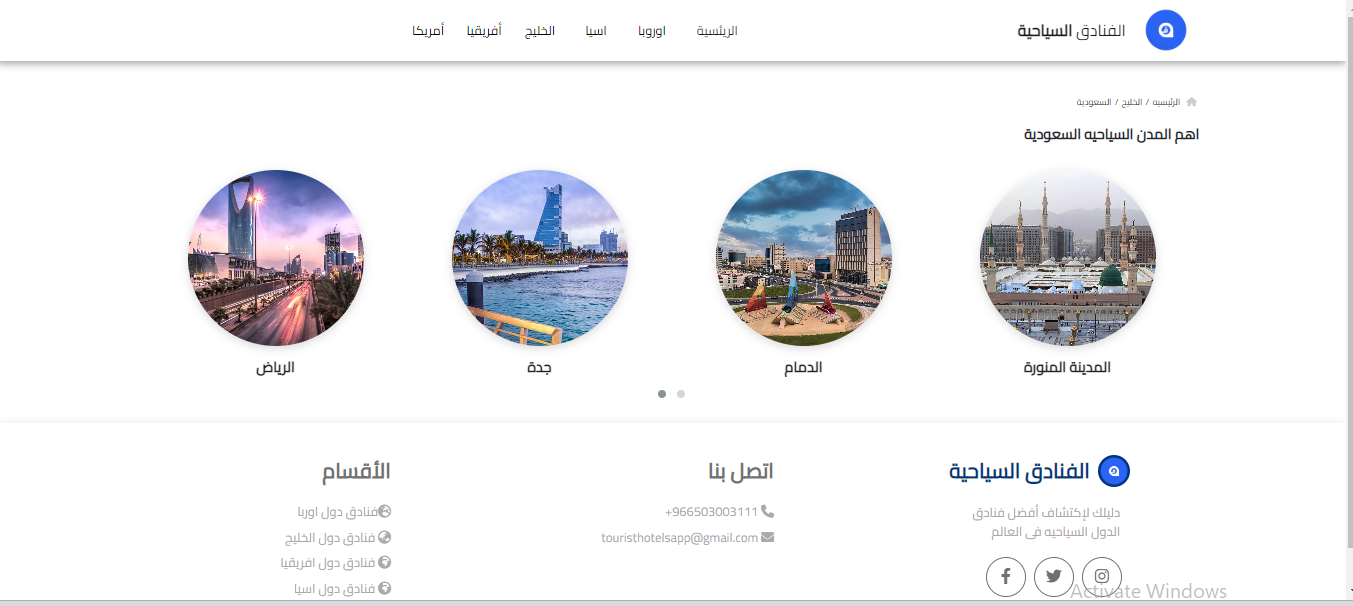 الفنادق السياحية
الريئسية اوروبا اسيا الخليج أفريقيا أمريكا
الرئيسيه / الخليج / السعودية
اهم المدن السياحيه السعودية
المدينة المنورة
الدمام
جدة
الرياض
الفنادق السياحية
دليلك لإكتشاف أفضل فنادق
الدول السياحيه فى العالم
اتصل بنا
+966503003111
touristhotelsapp@gmail.com
الأقسام
فنادق دول اوربا
فنادق دول الخليج
فنادق دول افريقيا
فنادق دول اسيا
Activate Windows